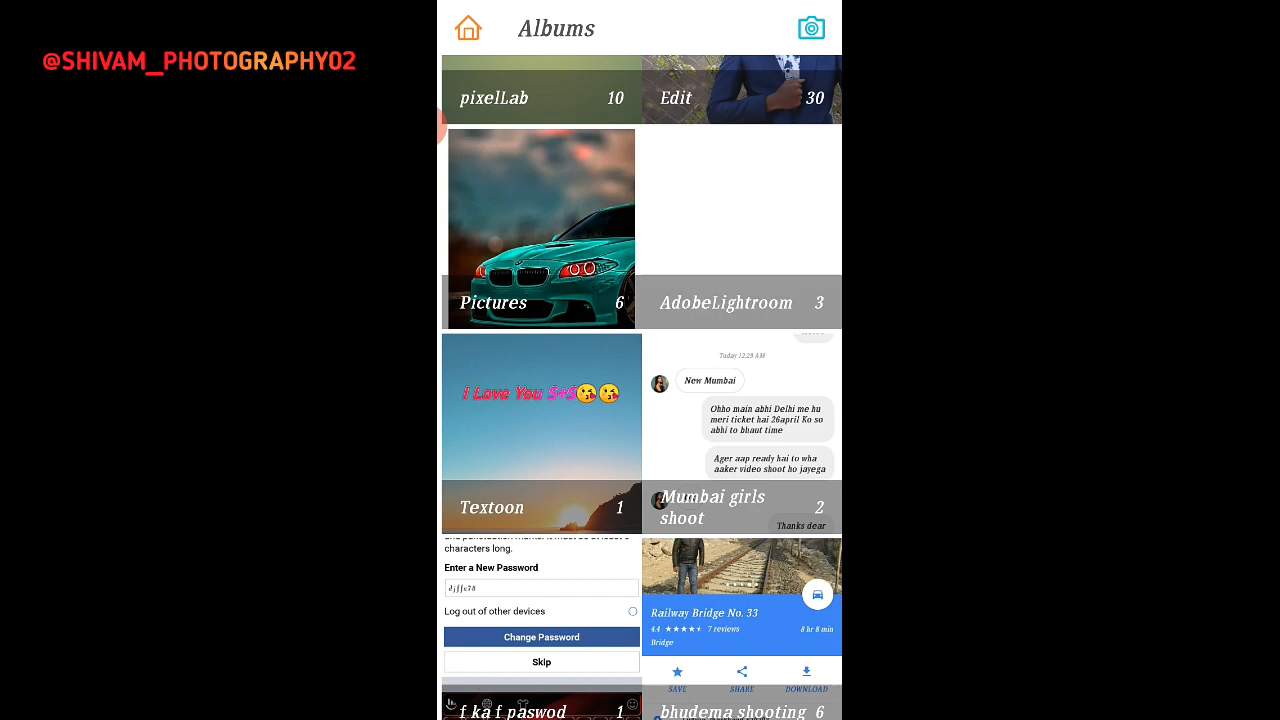 @SHIVAM_PHOTOGRAPHY02
Albums
pixelLab 10
Edit 30
Pictures 6
AdobeLightroom 3
I Love You S+S😘😘
Textoon 1
Today 12:29 AM
New Mumbai
Ohho main abhi Delhi me hu
meri ticket hai 26april Ko so
abhi to bhaut time
Ager aap ready hai to wha
aaker video shoot ho jayega
Mumbai girls
shoot 2
Thanks dear
characters long.
Enter a New Password
djffu78
Log out of other devices
Change Password
Skip
f ka f paswod 1
Railway Bridge No. 33
4.4 ★★★★★ 7 reviews 8 hr 8 min
Bridge
SAVE SHARE DOWNLOAD
bhudema shooting 6